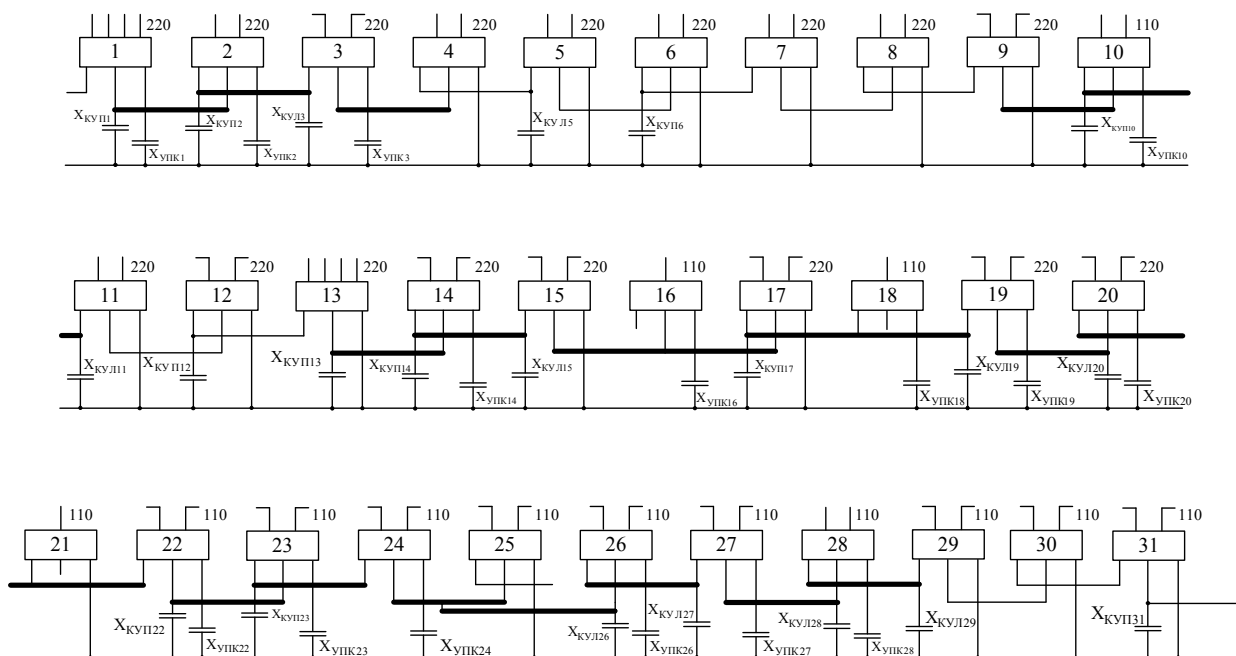 220 220 220 220 220 220 220 220 220 110
1 2 3 4 5 6 7 8 9 10
XКУП1 XКУП2 XКУЛ3 XКУЛ5 XКУП6 XКУП10
XУПК1 XУПК2 XУПК3 XУПК10
220 220 220 220 220 110 220 110 220 220
11 12 13 14 15 16 17 18 19 20
XКУЛ11 XКУП12 XКУП13 XКУП14 XКУЛ15 XКУП17 XКУЛ19 XКУЛ20
XУПК14 XУПК16 XУПК18 XУПК19 XУПК20
110 110 110 110 110 110 110 110 110 110 110
21 22 23 24 25 26 27 28 29 30 31
XКУП22 XКУП23 XКУЛ26 XКУЛ27 XКУЛ28 XКУЛ29 XКУП31
XУПК22 XУПК23 XУПК24 XУПК26 XУПК27 XУПК28